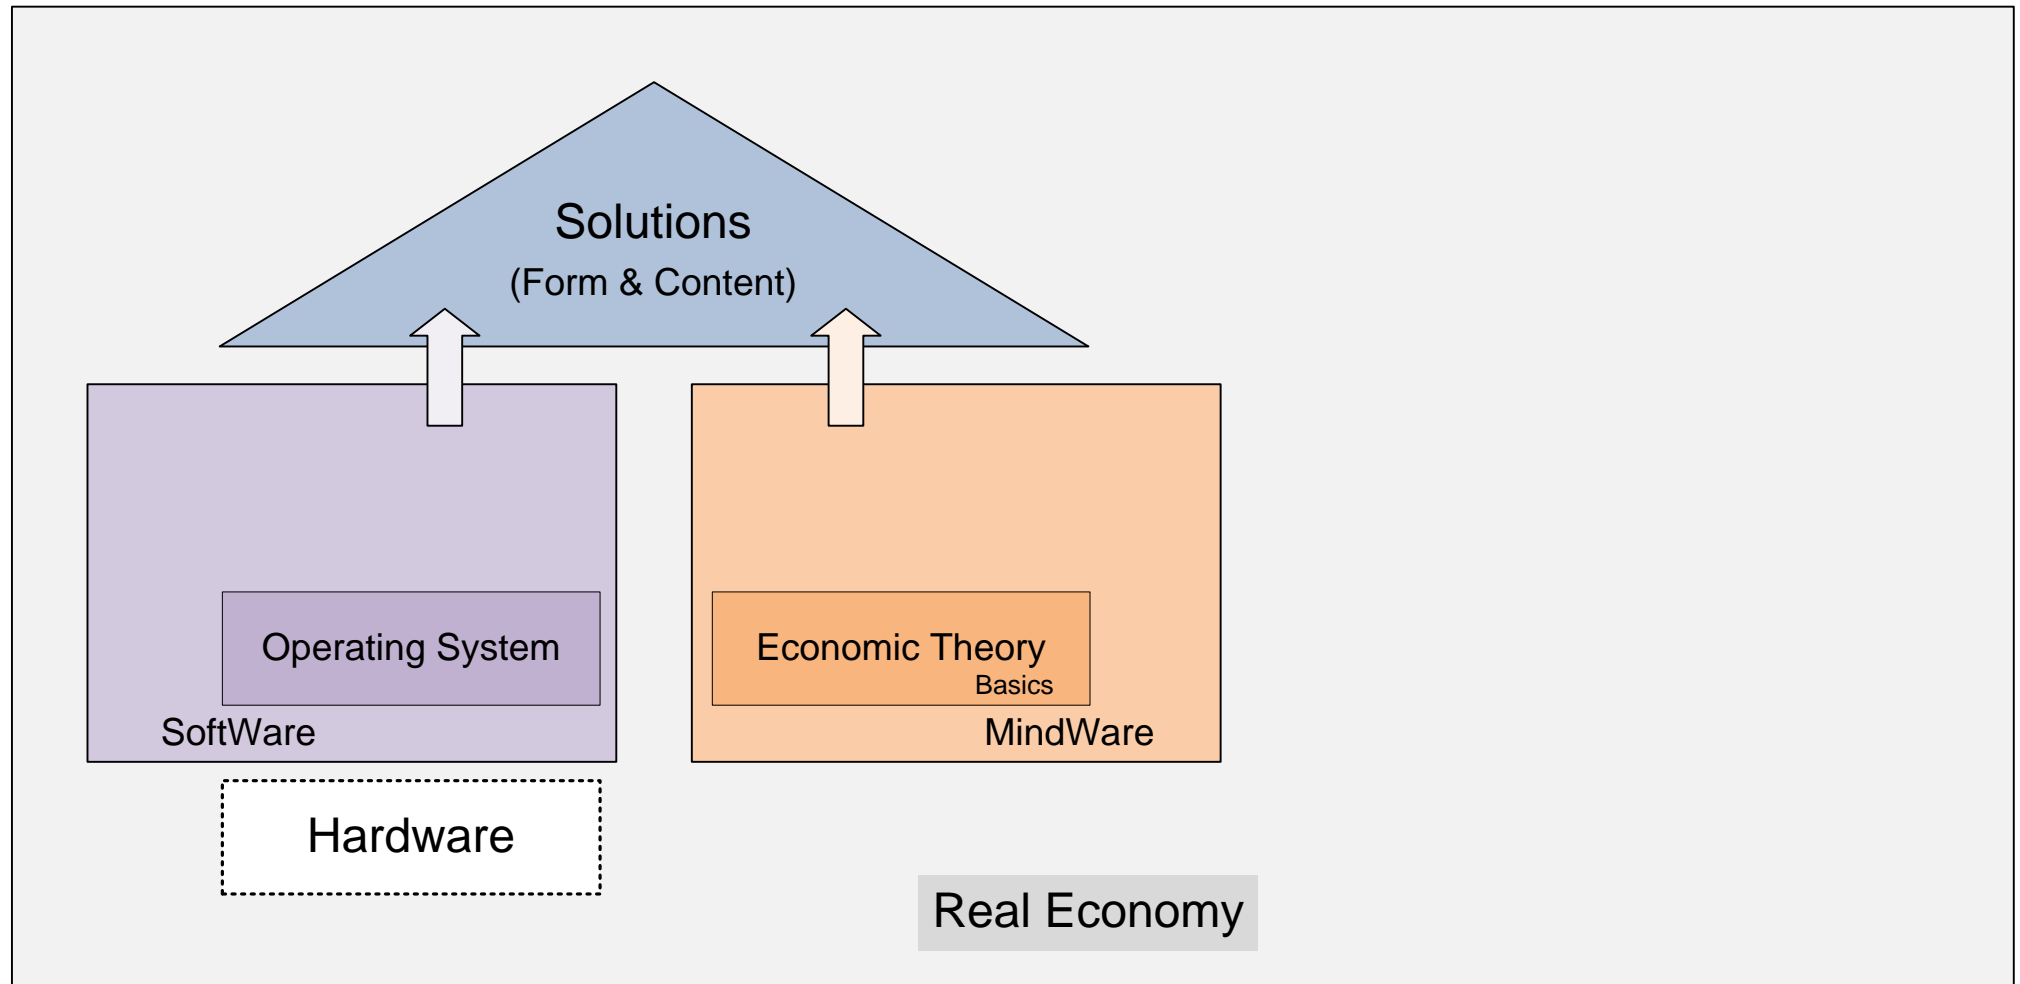 Solutions
(Form & Content)
Operating System
Economic Theory
Basics
SoftWare
MindWare
Hardware
Real Economy